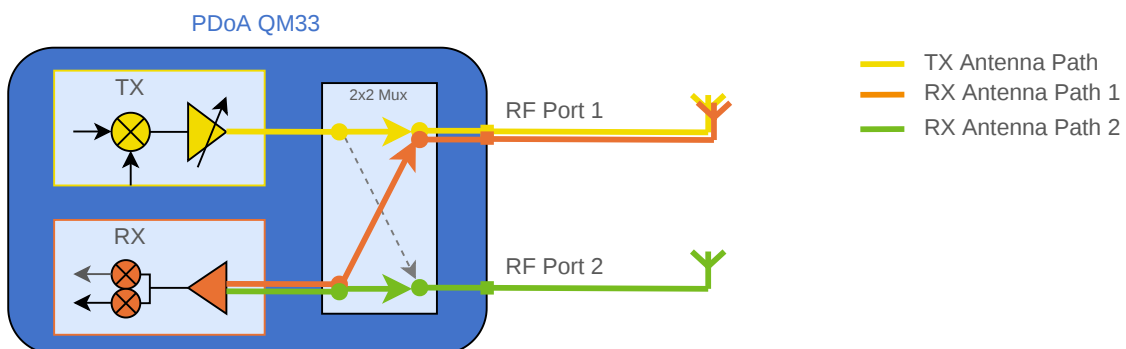 PDoA QM33
TX
2x2 Mux
RF Port 1
RX
RF Port 2
TX Antenna Path
RX Antenna Path 1
RX Antenna Path 2